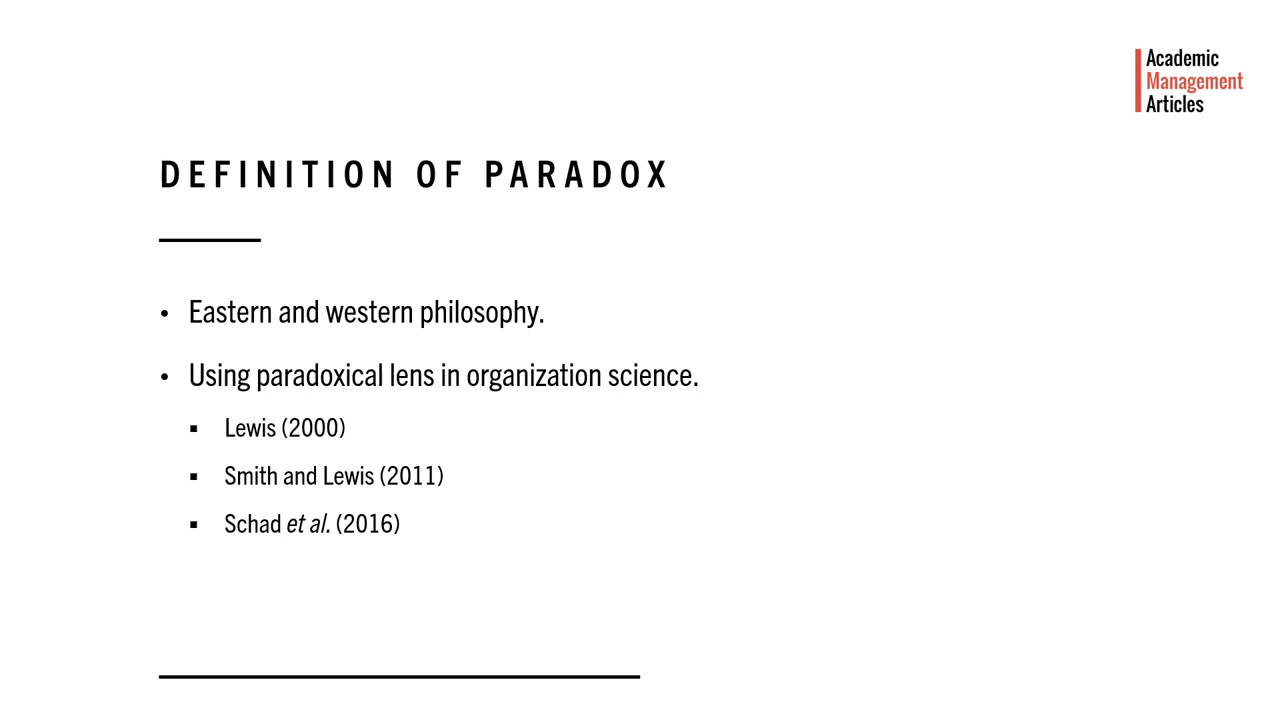 Academic
Management
Articles
DEFINITION OF PARADOX
• Eastern and western philosophy.
• Using paradoxical lens in organization science.
▪ Lewis (2000)
▪ Smith and Lewis (2011)
▪ Schad et al. (2016)